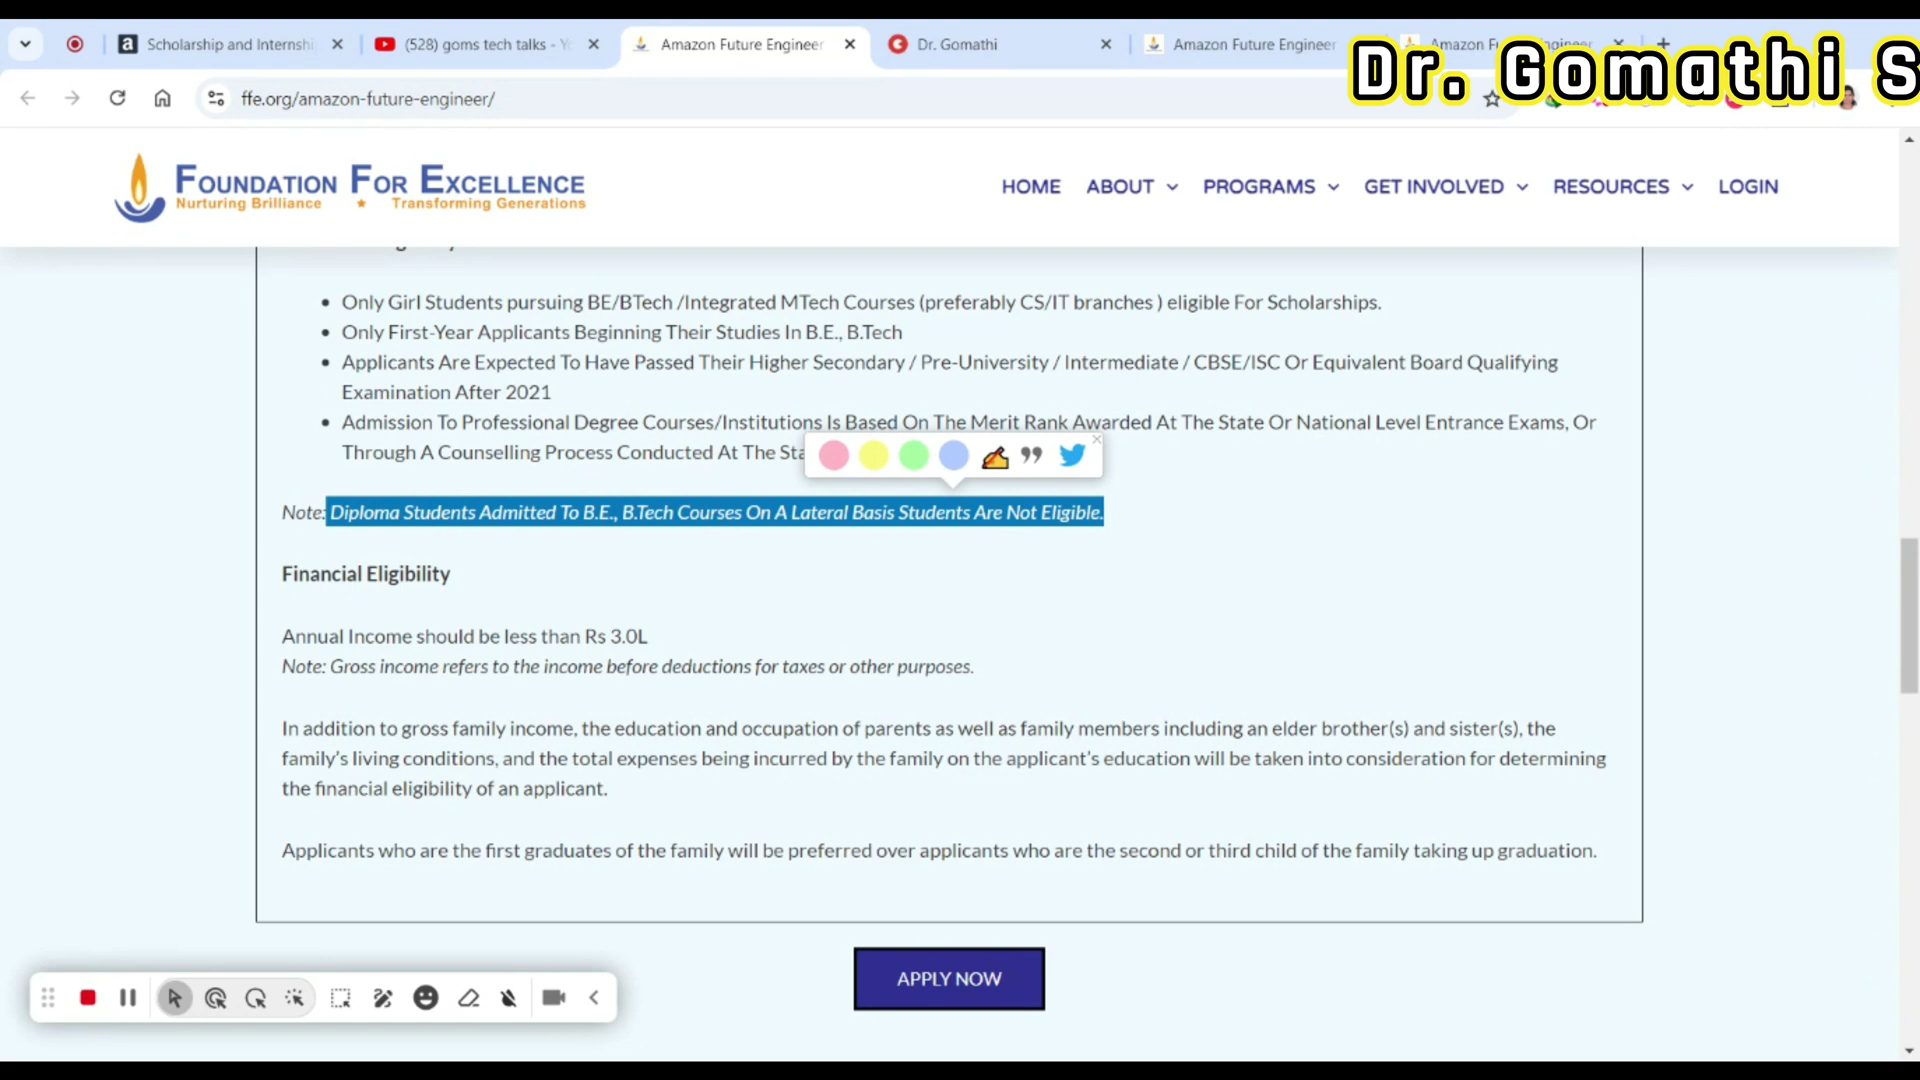 Scholarship and Internshi
(528) goms tech talks - Y
Amazon Future Engineer
Dr. Gomathi
Amazon Future Engineer
Dr. Gomathi S
ffe.org/amazon-future-engineer/
FOUNDATION FOR EXCELLENCE
Nurturing Brilliance ★ Transforming Generations
HOME ABOUT PROGRAMS GET INVOLVED RESOURCES LOGIN
Only Girl Students pursuing BE/BTech /Integrated MTech Courses (preferably CS/IT branches ) eligible For Scholarships.
Only First-Year Applicants Beginning Their Studies In B.E., B.Tech
Applicants Are Expected To Have Passed Their Higher Secondary / Pre-University / Intermediate / CBSE/ISC Or Equivalent Board Qualifying
Examination After 2021
Admission To Professional Degree Courses/Institutions Is Based On The Merit Rank Awarded At The State Or National Level Entrance Exams, Or
Through A Counselling Process Conducted At The Sta
Note: Diploma Students Admitted To B.E., B.Tech Courses On A Lateral Basis Students Are Not Eligible.
Financial Eligibility
Annual Income should be less than Rs 3.0L
Note: Gross income refers to the income before deductions for taxes or other purposes.
In addition to gross family income, the education and occupation of parents as well as family members including an elder brother(s) and sister(s), the
family's living conditions, and the total expenses being incurred by the family on the applicant's education will be taken into consideration for determining
the financial eligibility of an applicant.
Applicants who are the first graduates of the family will be preferred over applicants who are the second or third child of the family taking up graduation.
APPLY NOW